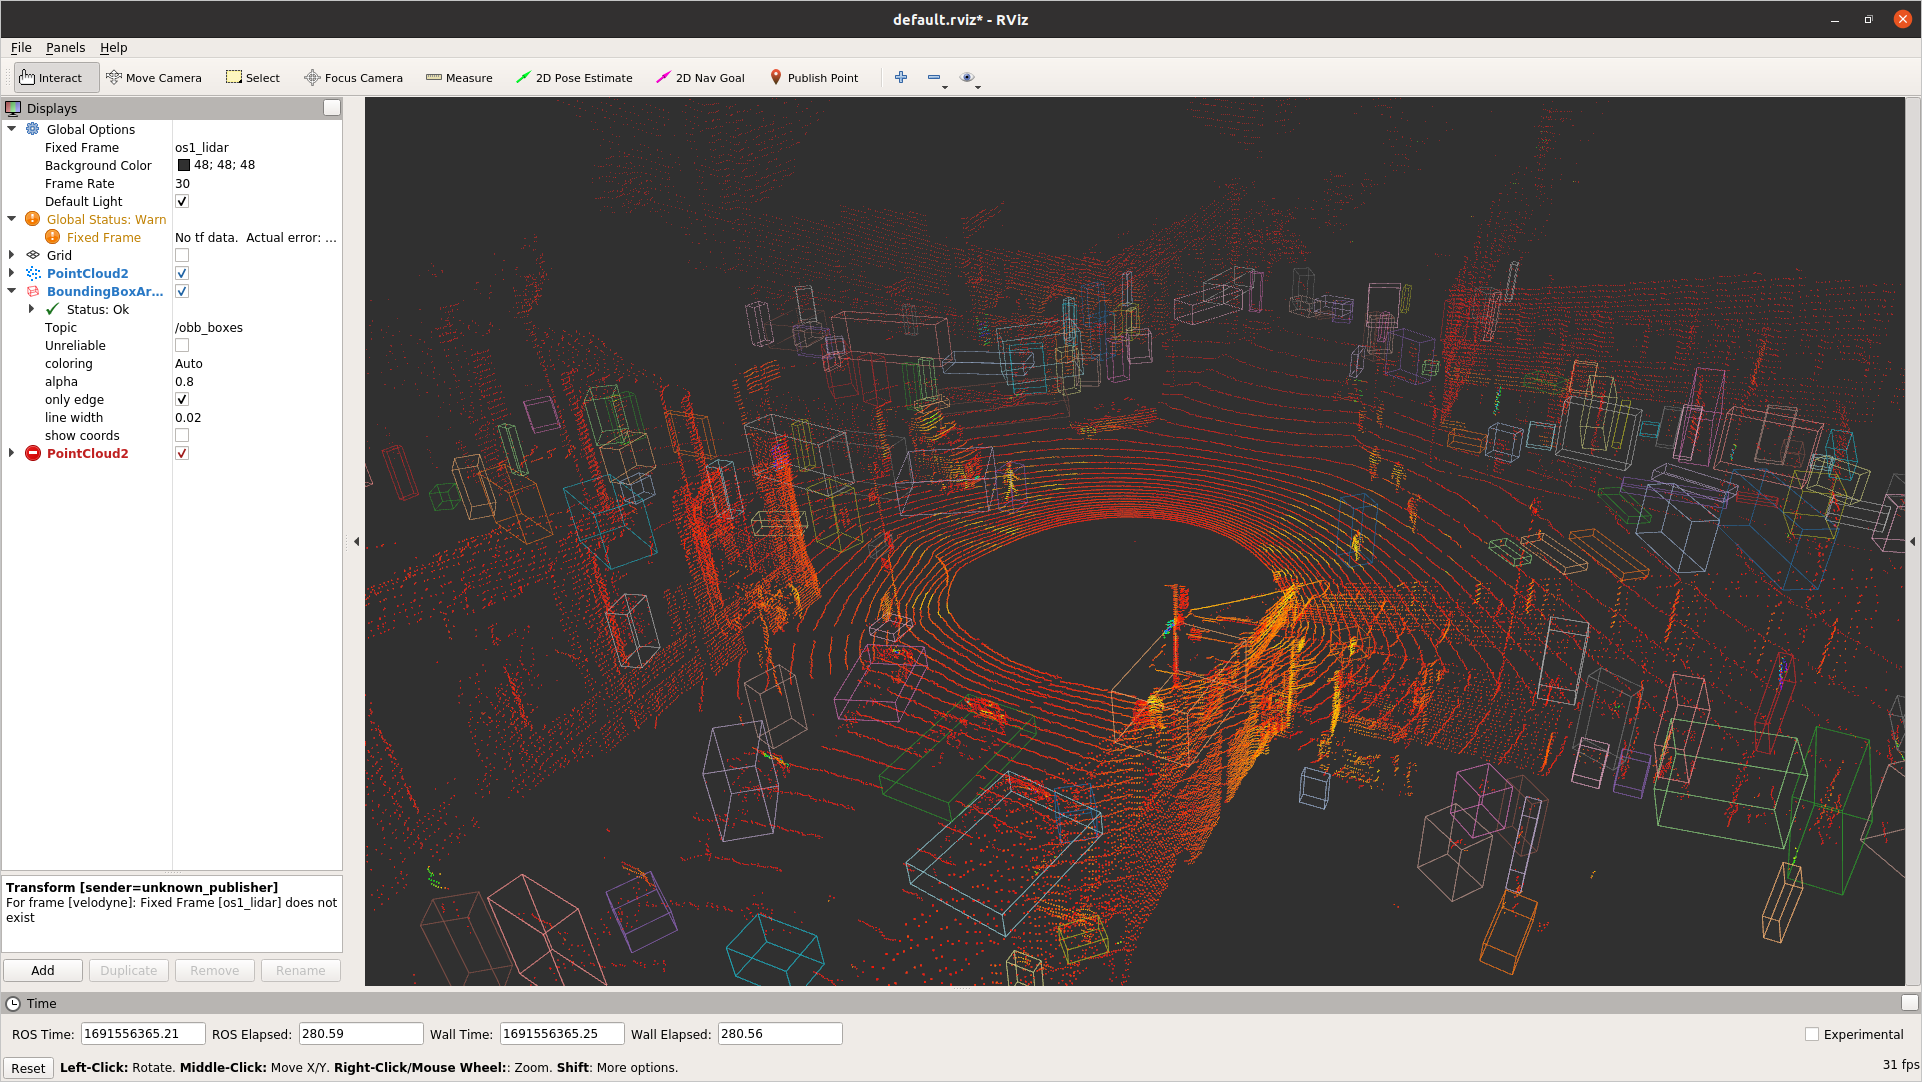 default.rviz* - RViz
File Panels Help
Interact Move Camera Select Focus Camera Measure 2D Pose Estimate 2D Nav Goal Publish Point
Displays
Global Options
Fixed Frame os1_lidar
Background Color 48; 48; 48
Frame Rate 30
Default Light
Global Status: Warn
Fixed Frame No tf data. Actual error: ...
Grid
PointCloud2
BoundingBoxAr...
Status: Ok
Topic /obb_boxes
Unreliable
coloring Auto
alpha 0.8
only edge
line width 0.02
show coords
PointCloud2
Transform [sender=unknown_publisher]
For frame [velodyne]: Fixed Frame [os1_lidar] does not
exist
Add Duplicate Remove Rename
Time
ROS Time: 1691556365.21 ROS Elapsed: 280.59 Wall Time: 1691556365.25 Wall Elapsed: 280.56 Experimental
Reset Left-Click: Rotate. Middle-Click: Move X/Y. Right-Click/Mouse Wheel:: Zoom. Shift: More options. 31 fps